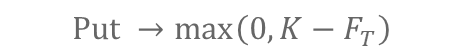 Put → max(0, K − F_T)